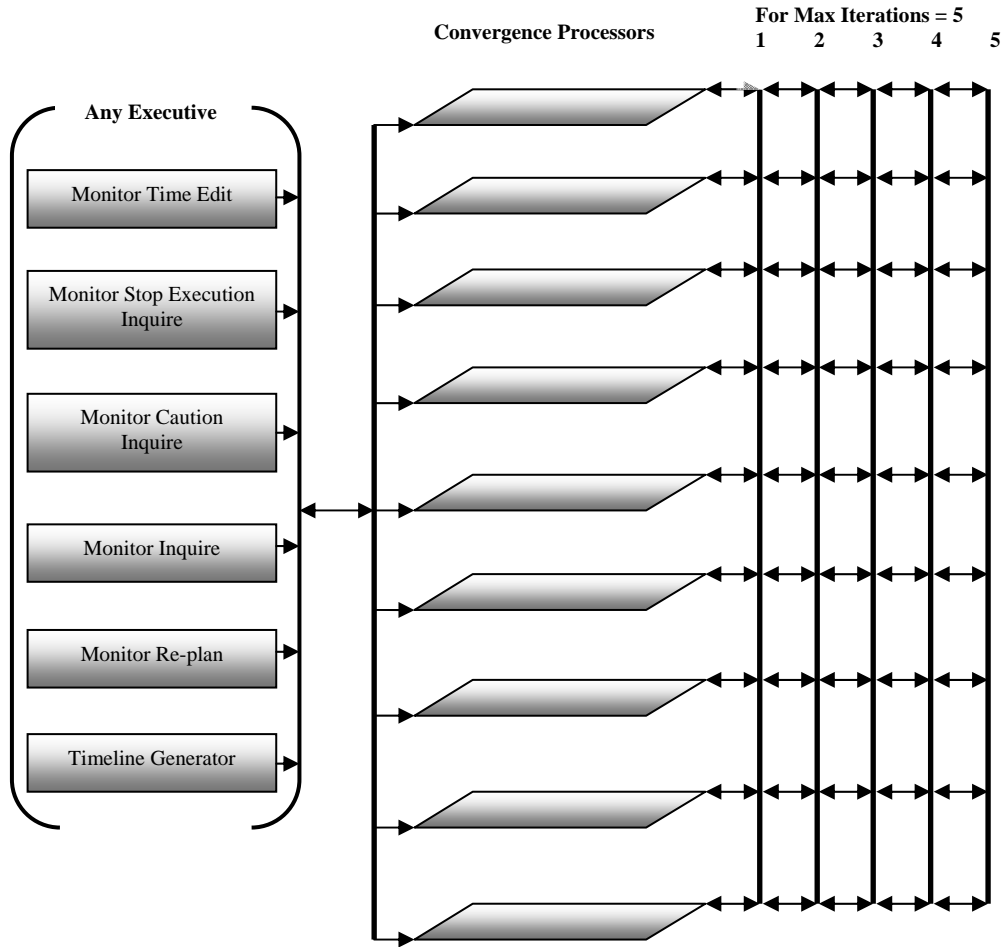 For Max Iterations = 5
Convergence Processors
1 2 3 4 5
Any Executive
Monitor Time Edit
Monitor Stop Execution
Inquire
Monitor Caution
Inquire
Monitor Inquire
Monitor Re-plan
Timeline Generator